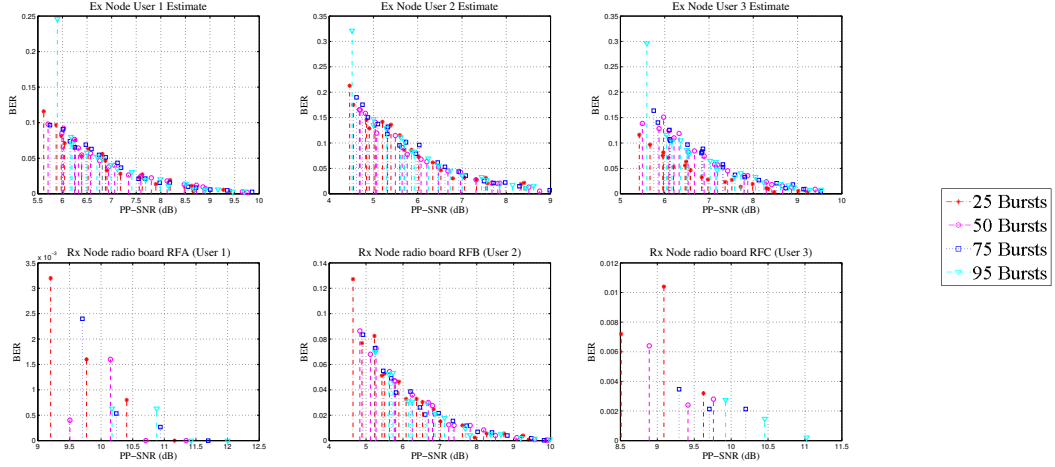 Ex Node User 1 Estimate
0.25
0.2
0.15
0.1
0.05
0
BER
5.5 6 6.5 7 7.5 8 8.5 9 9.5 10
PP-SNR (dB)
Ex Node User 2 Estimate
0.35
0.3
0.25
0.2
0.15
0.1
0.05
0
BER
4 5 6 7 8 9
PP-SNR (dB)
Ex Node User 3 Estimate
0.35
0.3
0.25
0.2
0.15
0.1
0.05
0
BER
5 6 7 8 9 10
PP-SNR (dB)
25 Bursts
50 Bursts
75 Bursts
95 Bursts
Rx Node radio board RFA (User 1)
x 10⁻³
3.5
3
2.5
2
1.5
1
0.5
0
BER
9 9.5 10 10.5 11 11.5 12 12.5
PP-SNR (dB)
Rx Node radio board RFB (User 2)
0.14
0.12
0.1
0.08
0.06
0.04
0.02
0
BER
4 5 6 7 8 9 10
PP-SNR (dB)
Rx Node radio board RFC (User 3)
0.012
0.01
0.008
0.006
0.004
0.002
0
BER
8.5 9 9.5 10 10.5 11 11.5
PP-SNR (dB)